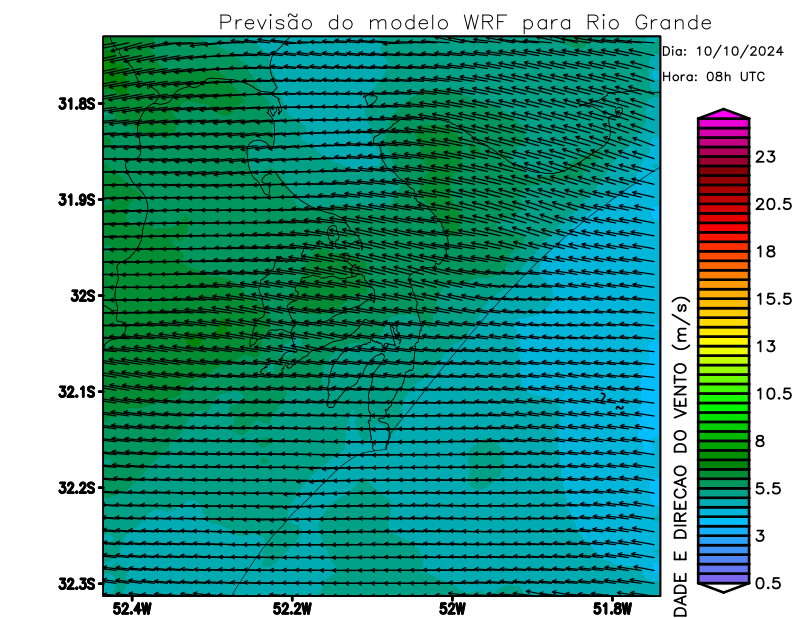 Previsão do modelo WRF para Rio Grande
Dia: 10/10/2024
Hora: 08h UTC
31.8S
31.9S
32S
32.1S
32.2S
32.3S
52.4W 52.2W 52W 51.8W
DADE E DIRECAO DO VENTO (m/s)
23
20.5
18
15.5
13
10.5
8
5.5
3
0.5